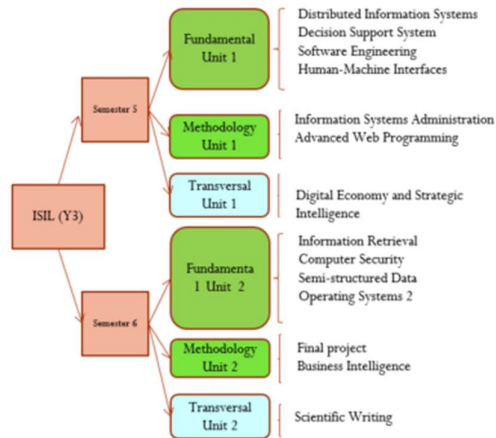 ISIL (Y3)
Semester 5
Fundamental
Unit 1
Distributed Information Systems
Decision Support System
Software Engineering
Human-Machine Interfaces
Methodology
Unit 1
Information Systems Administration
Advanced Web Programming
Transversal
Unit 1
Digital Economy and Strategic
Intelligence
Semester 6
Fundamenta
l Unit 2
Information Retrieval
Computer Security
Semi-structured Data
Operating Systems 2
Methodology
Unit 2
Final project
Business Intelligence
Transversal
Unit 2
Scientific Writing